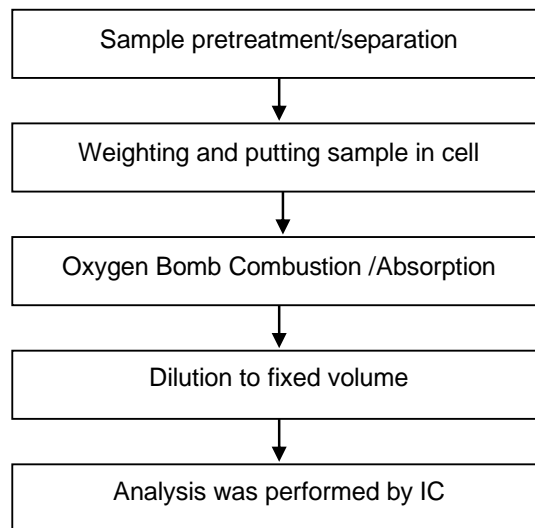 Sample pretreatment/separation
Weighting and putting sample in cell
Oxygen Bomb Combustion /Absorption
Dilution to fixed volume
Analysis was performed by IC